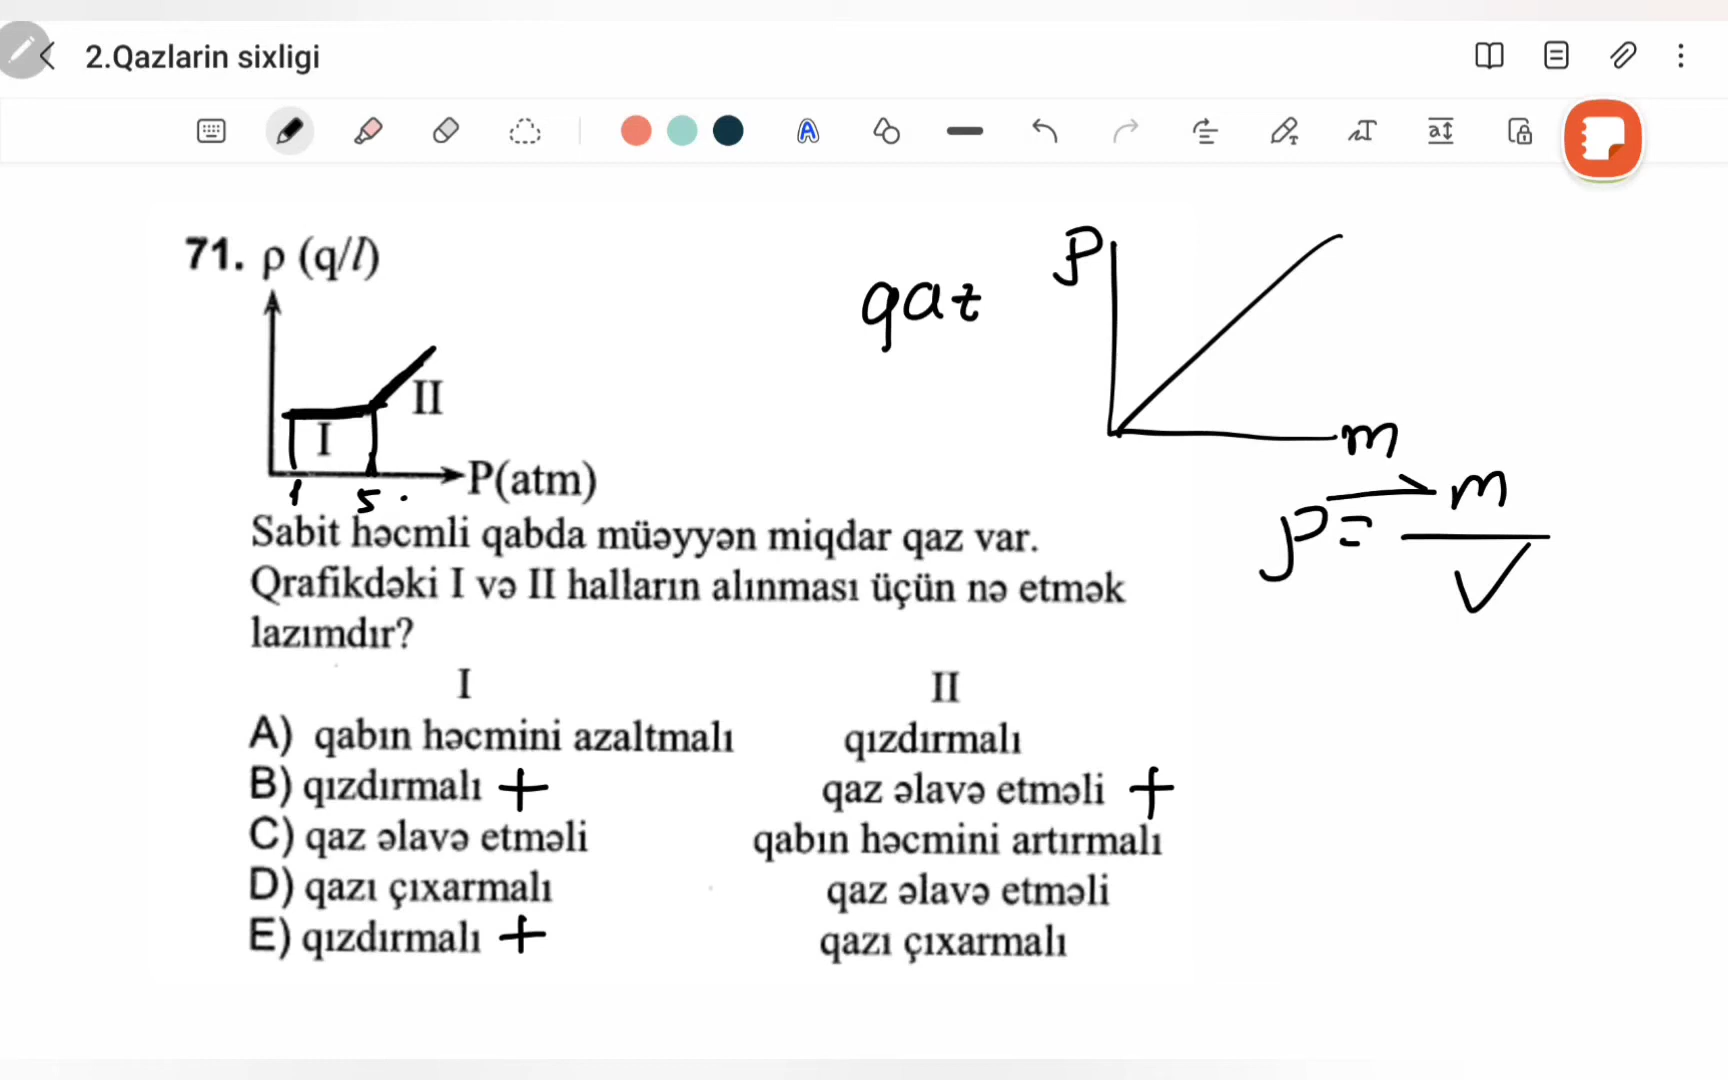 2.Qazlarin sixligi
71. ρ (q/l)
II
I
P(atm)
1 5 .
qaz
ρ
m
ρ = m
V
Sabit həcmli qabda müəyyən miqdar qaz var.
Qrafikdəki I və II halların alınması üçün nə etmək
lazımdır?
I II
A) qabın həcmini azaltmalı qızdırmalı
B) qızdırmalı + qaz əlavə etməli +
C) qaz əlavə etməli qabın həcmini artırmalı
D) qazı çıxarmalı qaz əlavə etməli
E) qızdırmalı + qazı çıxarmalı